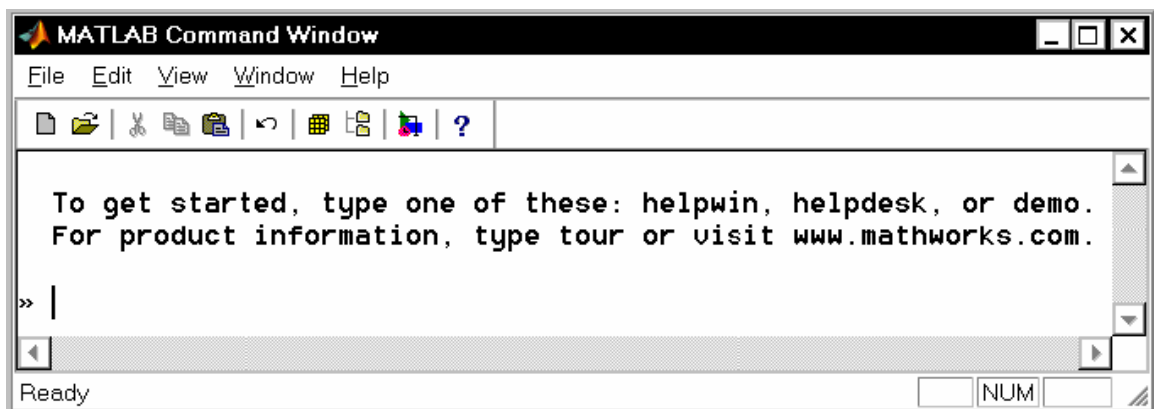 MATLAB Command Window
File Edit View Window Help
?
To get started, type one of these: helpwin, helpdesk, or demo.
For product information, type tour or visit www.mathworks.com.
»
Ready NUM